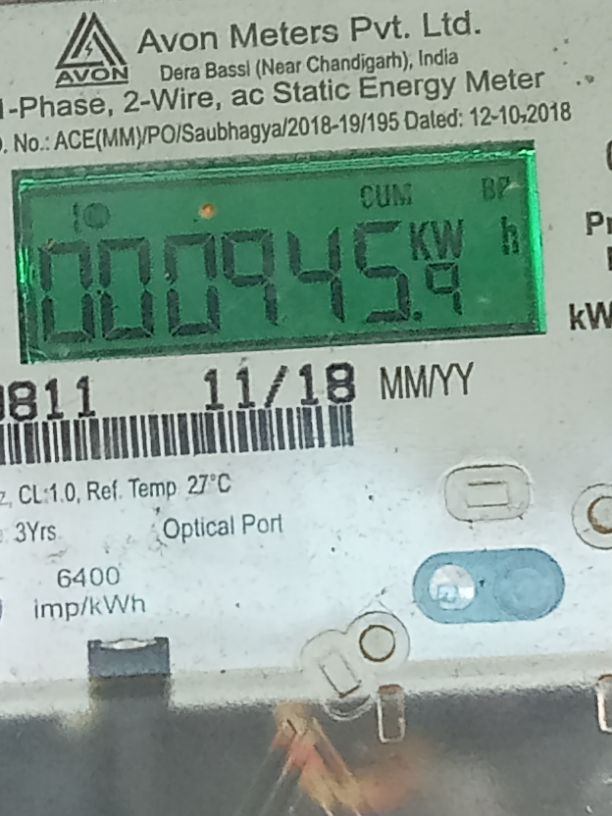 AVON
Avon Meters Pvt. Ltd.
Dera Bassi (Near Chandigarh), India
1-Phase, 2-Wire, ac Static Energy Meter
No.: ACE(MM)/PO/Saubhagya/2018-19/195 Dated: 12-10-2018
CUM
000945.9 KW h
kW
811 11/18 MM/YY
CL:1.0, Ref. Temp 27°C
3Yrs Optical Port
6400
imp/kWh